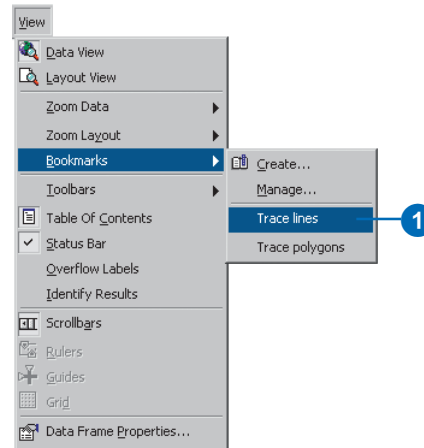 View
Data View
Layout View
Zoom Data
Zoom Layout
Bookmarks
Toolbars
Table Of Contents
Status Bar
Overflow Labels
Identify Results
Scrollbars
Rulers
Guides
Grid
Data Frame Properties...
Create...
Manage...
Trace lines
Trace polygons
1